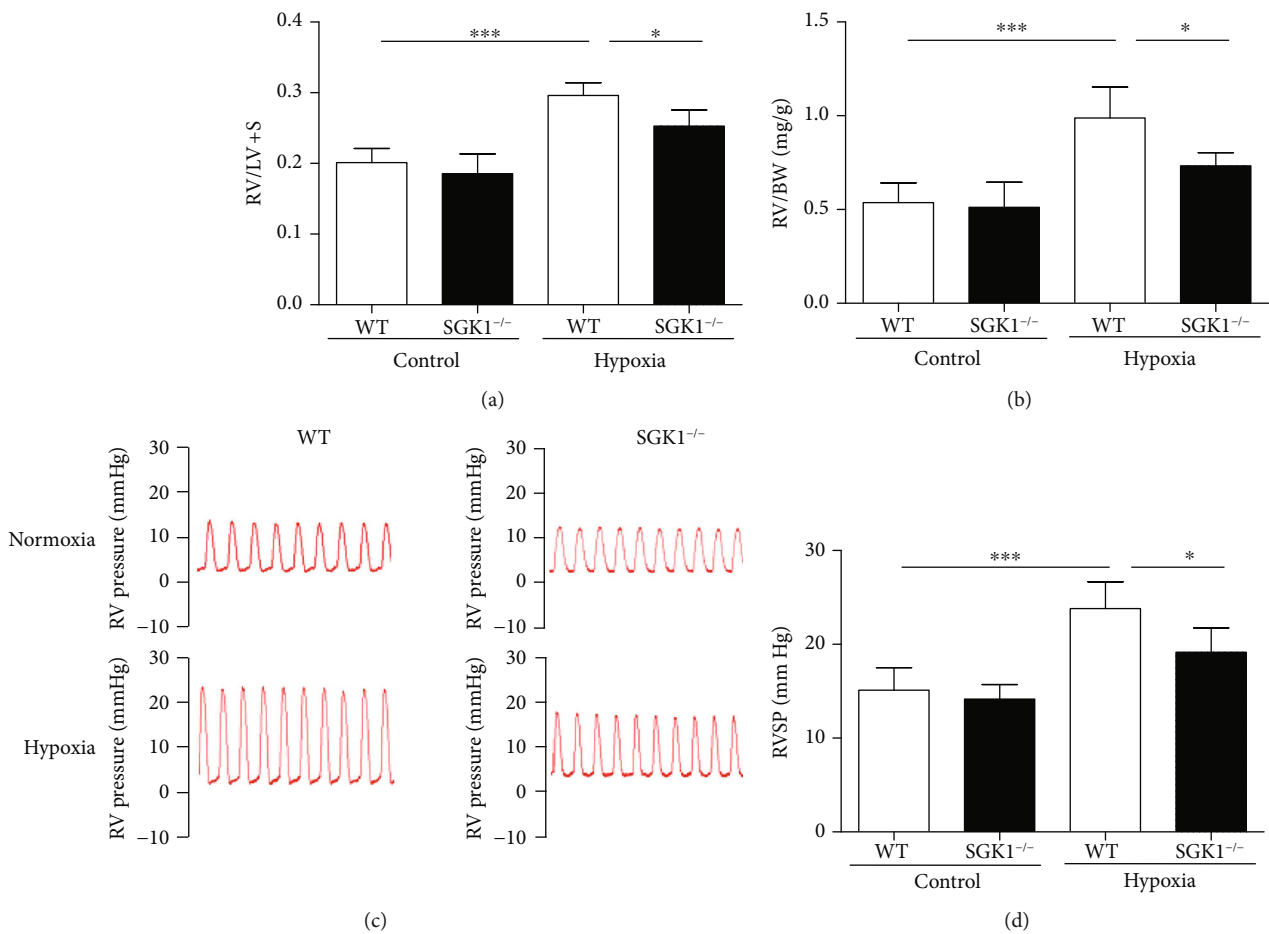 RV/LV +S
0.4
0.3
0.2
0.1
0.0
***
*
WT
SGK1⁻/⁻
WT
SGK1⁻/⁻
Control
Hypoxia
(a)
RV/BW (mg/g)
1.5
1.0
0.5
0.0
***
*
WT
SGK1⁻/⁻
WT
SGK1⁻/⁻
Control
Hypoxia
(b)
WT
SGK1⁻/⁻
Normoxia
RV pressure (mmHg)
30
20
10
0
−10
RV pressure (mmHg)
30
20
10
0
−10
Hypoxia
RV pressure (mmHg)
30
20
10
0
−10
RV pressure (mmHg)
30
20
10
0
−10
(c)
RVSP (mm Hg)
30
20
10
0
***
*
WT
SGK1⁻/⁻
WT
SGK1⁻/⁻
Control
Hypoxia
(d)